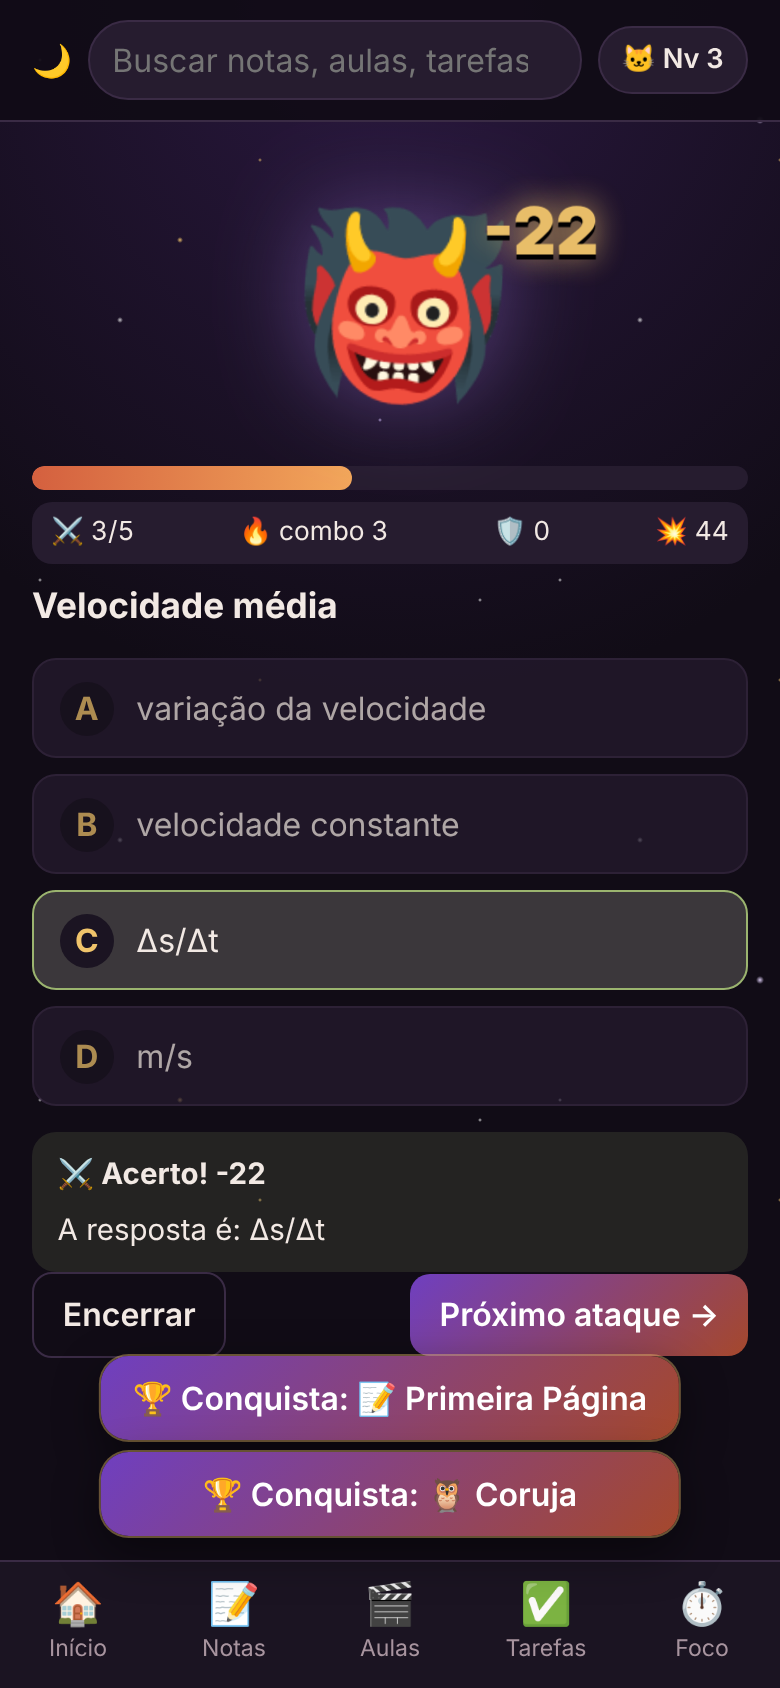 Buscar notas, aulas, tarefas
Nv 3
-22
3/5
combo 3
0
44
Velocidade média
A variação da velocidade
B velocidade constante
C Δs/Δt
D m/s
Acerto! -22
A resposta é: Δs/Δt
Encerrar
Próximo ataque →
Conquista: Primeira Página
Conquista: Coruja
Início
Notas
Aulas
Tarefas
Foco